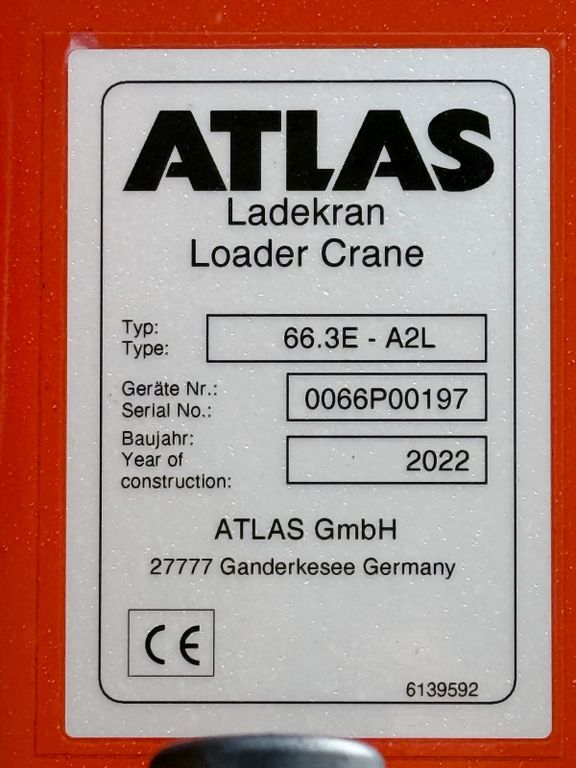 ATLAS
Ladekran
Loader Crane
Typ:
Type:
66.3E - A2L
Geräte Nr.:
Serial No.:
0066P00197
Baujahr:
Year of
construction:
2022
ATLAS GmbH
27777 Ganderkesee Germany
CE
6139592